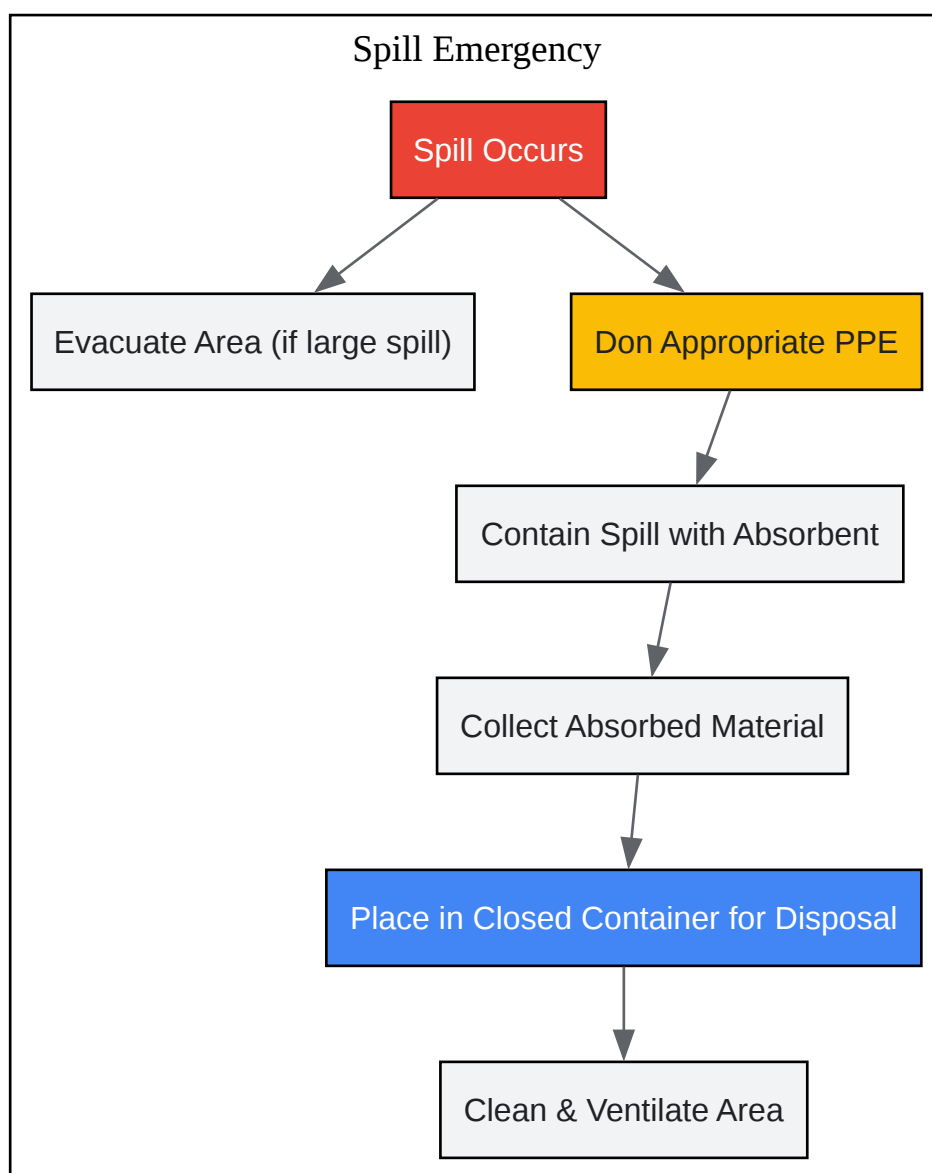 Spill Emergency
Spill Occurs
Evacuate Area (if large spill)
Don Appropriate PPE
Contain Spill with Absorbent
Collect Absorbed Material
Place in Closed Container for Disposal
Clean & Ventilate Area